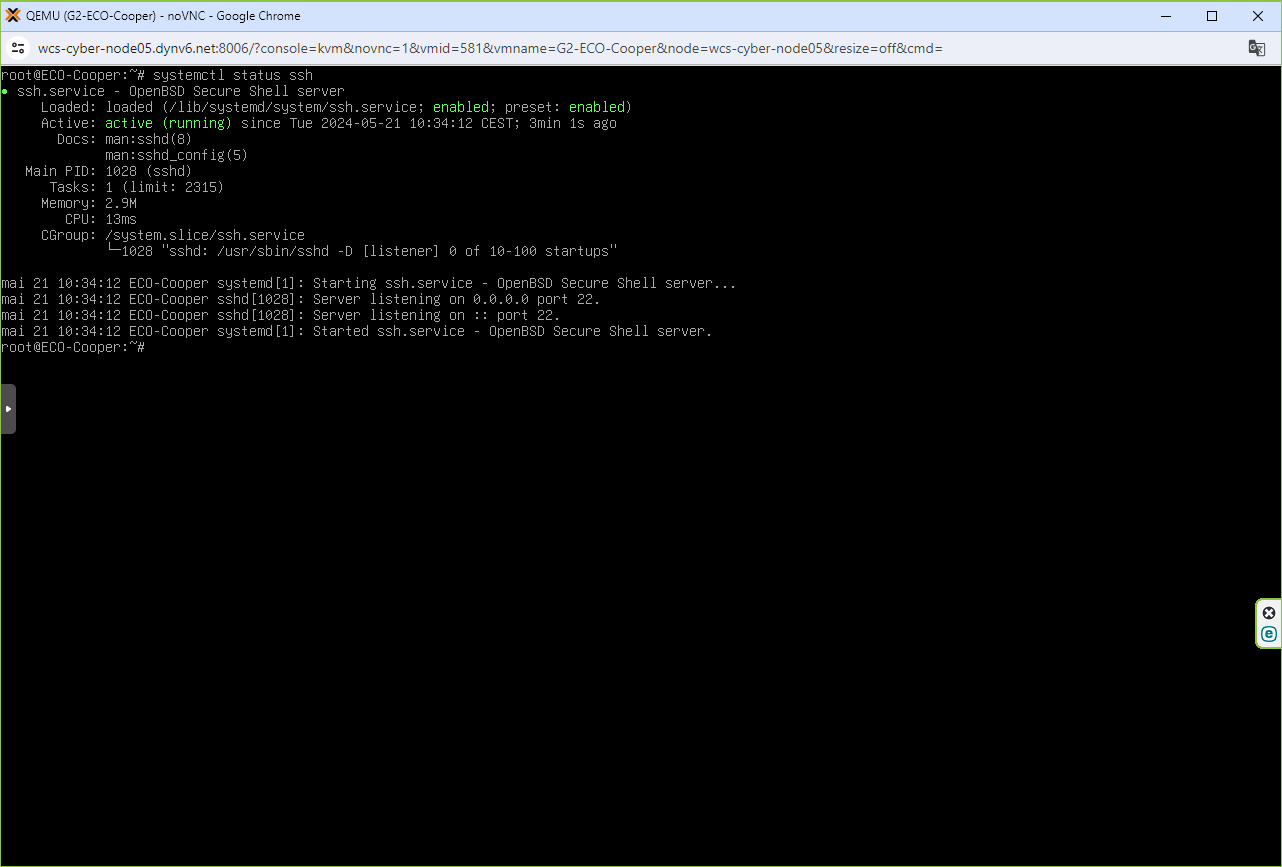 QEMU (G2-ECO-Cooper) - noVNC - Google Chrome
wcs-cyber-node05.dynv6.net:8006/?console=kvm&novnc=1&vmid=581&vmname=G2-ECO-Cooper&node=wcs-cyber-node05&resize=off&cmd=
root@ECO-Cooper:~# systemctl status ssh
● ssh.service - OpenBSD Secure Shell server
     Loaded: loaded (/lib/systemd/system/ssh.service; enabled; preset: enabled)
     Active: active (running) since Tue 2024-05-21 10:34:12 CEST; 3min 1s ago
       Docs: man:sshd(8)
             man:sshd_config(5)
   Main PID: 1028 (sshd)
      Tasks: 1 (limit: 2315)
     Memory: 2.9M
        CPU: 13ms
     CGroup: /system.slice/ssh.service
             └─1028 "sshd: /usr/sbin/sshd -D [listener] 0 of 10-100 startups"
mai 21 10:34:12 ECO-Cooper systemd[1]: Starting ssh.service - OpenBSD Secure Shell server...
mai 21 10:34:12 ECO-Cooper sshd[1028]: Server listening on 0.0.0.0 port 22.
mai 21 10:34:12 ECO-Cooper sshd[1028]: Server listening on :: port 22.
mai 21 10:34:12 ECO-Cooper systemd[1]: Started ssh.service - OpenBSD Secure Shell server.
root@ECO-Cooper:~#